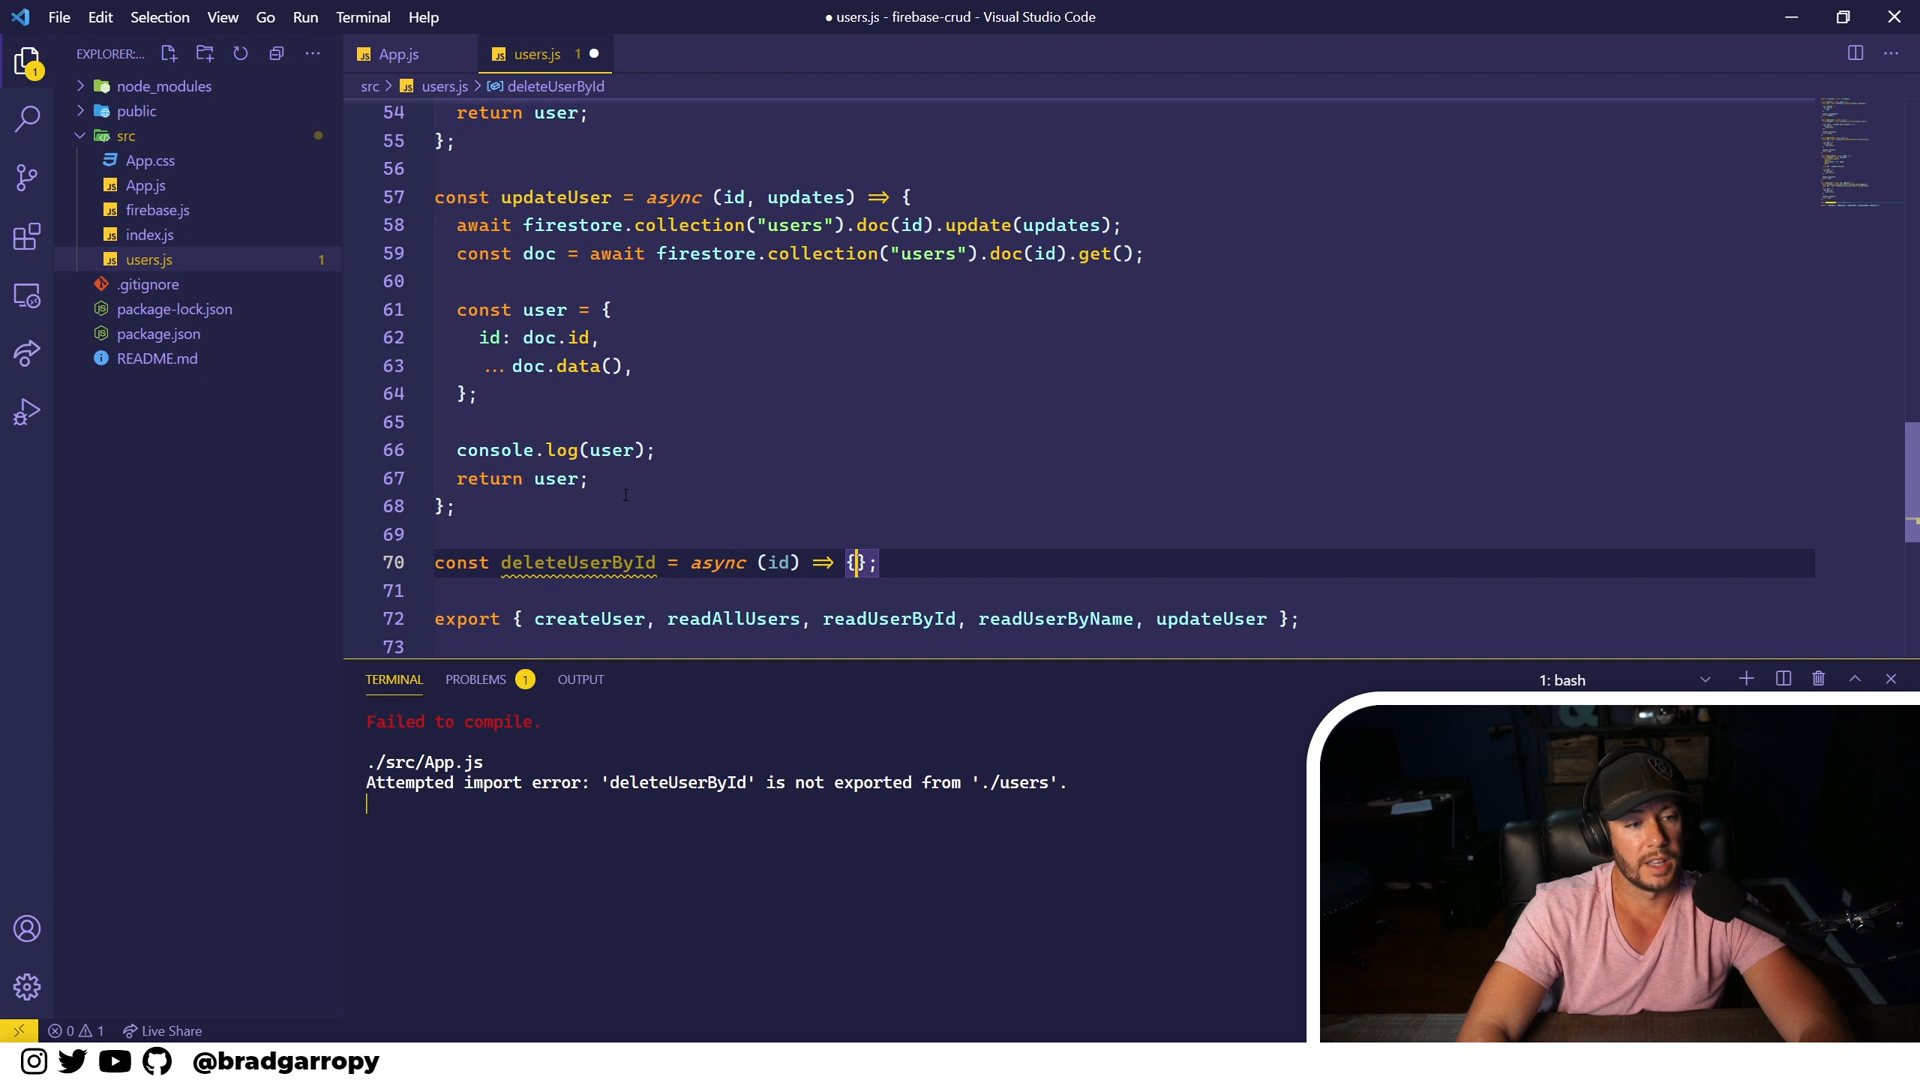 File Edit Selection View Go Run Terminal Help
● users.js - firebase-crud - Visual Studio Code
1
EXPLORER:...
node_modules
public
src
App.css
App.js
firebase.js
index.js
users.js 1
.gitignore
package-lock.json
package.json
README.md
App.js
users.js 1
src > users.js > deleteUserById
54 return user;
55 };
56
57 const updateUser = async (id, updates) => {
58 await firestore.collection("users").doc(id).update(updates);
59 const doc = await firestore.collection("users").doc(id).get();
60
61 const user = {
62 id: doc.id,
63 ...doc.data(),
64 };
65
66 console.log(user);
67 return user;
68 };
69
70 const deleteUserById = async (id) => {};
71
72 export { createUser, readAllUsers, readUserById, readUserByName, updateUser };
73
TERMINAL PROBLEMS 1 OUTPUT
1: bash
Failed to compile.
./src/App.js
Attempted import error: 'deleteUserById' is not exported from './users'.
0 1 Live Share
@bradgarropy